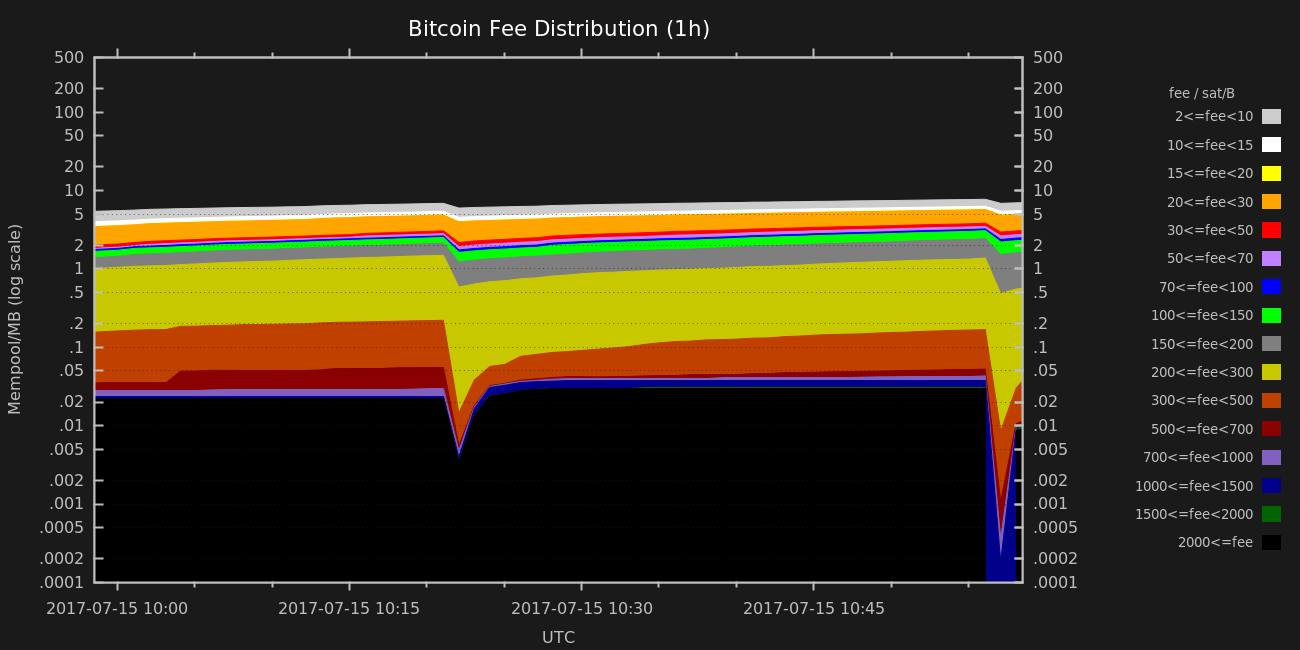 Bitcoin Fee Distribution (1h)
Mempool/MB (log scale)
500
200
100
50
20
10
5
2
1
.5
.2
.1
.05
.02
.01
.005
.002
.001
.0005
.0002
.0001
500
200
100
50
20
10
5
2
1
.5
.2
.1
.05
.02
.01
.005
.002
.001
.0005
.0002
.0001
2017-07-15 10:00
2017-07-15 10:15
2017-07-15 10:30
2017-07-15 10:45
UTC
fee / sat/B
2<=fee<10
10<=fee<15
15<=fee<20
20<=fee<30
30<=fee<50
50<=fee<70
70<=fee<100
100<=fee<150
150<=fee<200
200<=fee<300
300<=fee<500
500<=fee<700
700<=fee<1000
1000<=fee<1500
1500<=fee<2000
2000<=fee